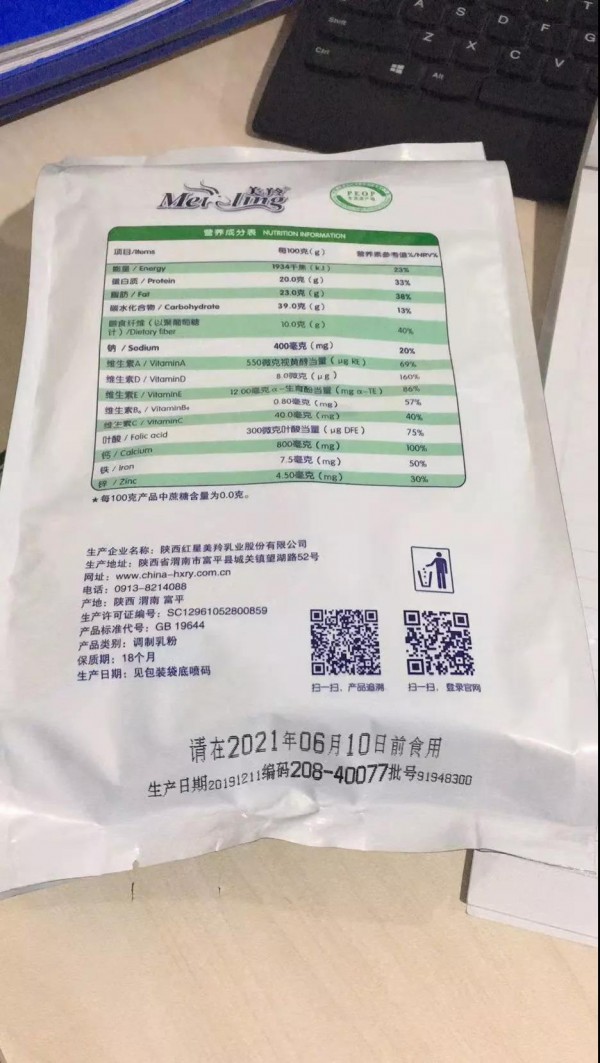 A S D F G
Z X C V
Shift
Ctrl
Alt
美羚
Meiling
营养成分表 NUTRITION INFORMATION
项目/Items 每100克(g) 营养素参考值%/NRV%
能量 / Energy 1934千焦(kJ) 23%
蛋白质 / Protein 20.0克(g) 33%
脂肪 / Fat 23.0克(g) 38%
碳水化合物 / Carbohydrate 39.0克(g) 13%
膳食纤维(以聚葡萄糖
计)/Dietary fiber 10.0克(g) 40%
钠 / Sodium 400毫克(mg) 20%
维生素A / VitaminA 550微克视黄醇当量(μg RE) 69%
维生素D / VitaminD 8.0微克(μg) 160%
维生素E / VitaminE 12.00毫克α-生育酚当量(mg α-TE) 86%
维生素B₆ / VitaminB₆ 0.80毫克(mg) 57%
维生素C / VitaminC 40.0毫克(mg) 40%
叶酸 / Folic acid 300微克叶酸当量(μg DFE) 75%
钙 / Calcium 800毫克(mg) 100%
铁 / Iron 7.5毫克(mg) 50%
锌 / Zinc 4.50毫克(mg) 30%
★每100克产品中蔗糖含量为0.0克。
生产企业名称:陕西红星美羚乳业股份有限公司
生产地址:陕西省渭南市富平县城关镇望湖路52号
网址:www.china-hxry.com.cn
电话:0913-8214088
产地:陕西 渭南 富平
生产许可证编号:SC12961052800859
产品标准代号:GB 19644
产品类别:调制乳粉
保质期:18个月
生产日期:见包装袋底喷码
扫一扫,产品追溯 扫一扫,登录官网
请在2021年06月10日前食用
生产日期20191211编码208-40077批号91948300